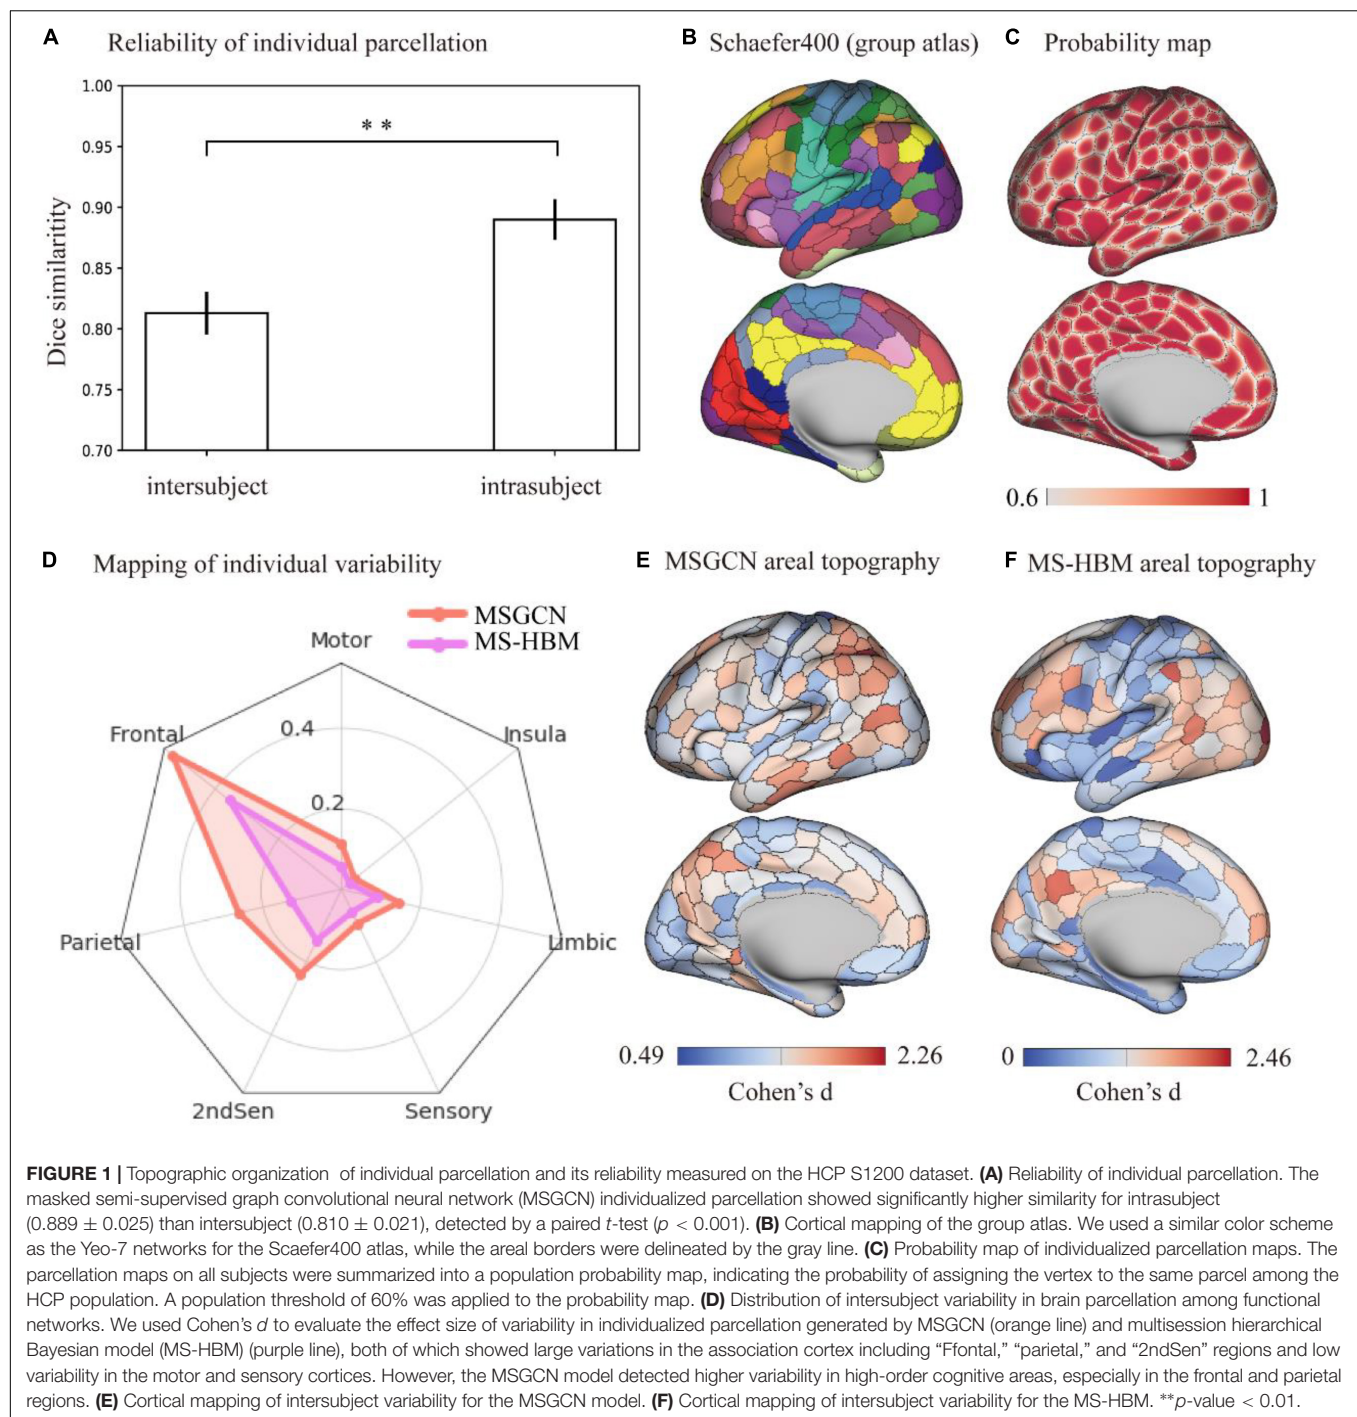 A Reliability of individual parcellation
B Schaefer400 (group atlas)
C Probability map
1.00
0.95
0.90
0.85
0.80
0.75
0.70
Dice similaritity
* *
intersubject
intrasubject
0.6
1
D Mapping of individual variability
MSGCN
MS-HBM
Motor
Frontal
0.4
Insula
0.2
Parietal
Limbic
2ndSen
Sensory
E MSGCN areal topography
0.49
2.26
Cohen's d
F MS-HBM areal topography
0
2.46
Cohen's d
FIGURE 1 | Topographic organization of individual parcellation and its reliability measured on the HCP S1200 dataset. (A) Reliability of individual parcellation. The
masked semi-supervised graph convolutional neural network (MSGCN) individualized parcellation showed significantly higher similarity for intrasubject
(0.889 ± 0.025) than intersubject (0.810 ± 0.021), detected by a paired t-test (p < 0.001). (B) Cortical mapping of the group atlas. We used a similar color scheme
as the Yeo-7 networks for the Scaefer400 atlas, while the areal borders were delineated by the gray line. (C) Probability map of individualized parcellation maps. The
parcellation maps on all subjects were summarized into a population probability map, indicating the probability of assigning the vertex to the same parcel among the
HCP population. A population threshold of 60% was applied to the probability map. (D) Distribution of intersubject variability in brain parcellation among functional
networks. We used Cohen's d to evaluate the effect size of variability in individualized parcellation generated by MSGCN (orange line) and multisession hierarchical
Bayesian model (MS-HBM) (purple line), both of which showed large variations in the association cortex including “Ffontal,” “parietal,” and “2ndSen” regions and low
variability in the motor and sensory cortices. However, the MSGCN model detected higher variability in high-order cognitive areas, especially in the frontal and parietal
regions. (E) Cortical mapping of intersubject variability for the MSGCN model. (F) Cortical mapping of intersubject variability for the MS-HBM. **p-value < 0.01.